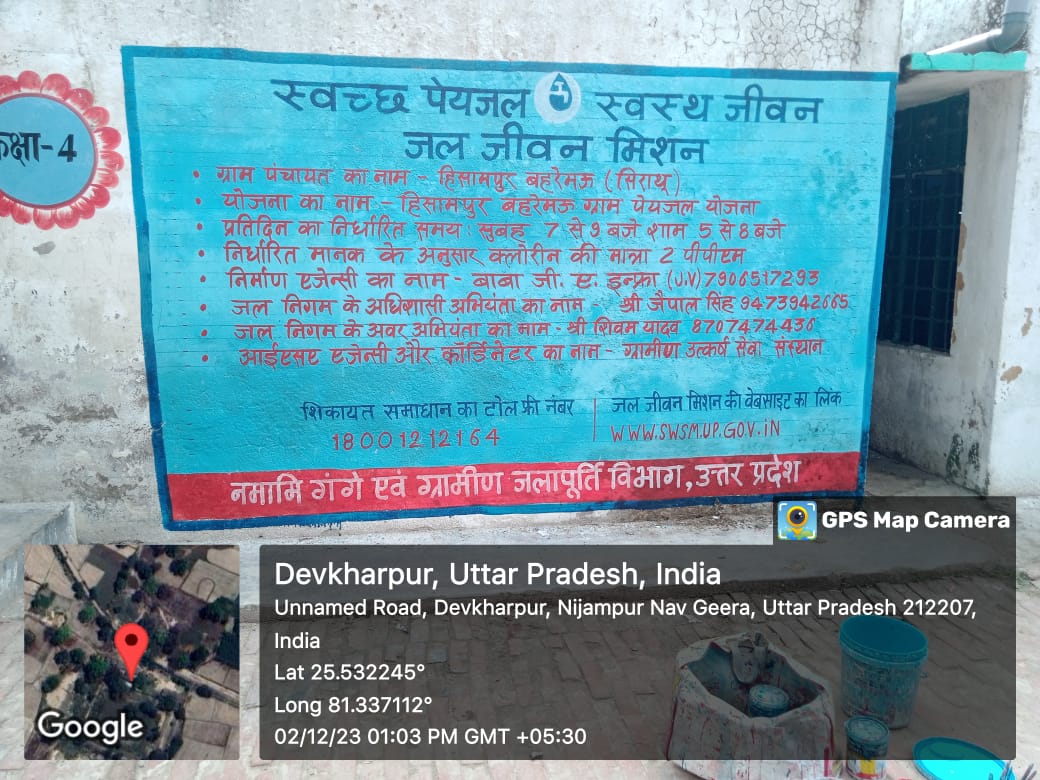 कक्षा-4
स्वच्छ पेयजल स्वस्थ जीवन
जल जीवन मिशन
• ग्राम पंचायत का नाम - हिसामपुर बहरेमऊ (सिराथू)
• योजना का नाम - हिसामपुर बहरेमऊ ग्राम पेयजल योजना
• प्रतिदिन का निर्धारित समय: सुबह 7 से 9 बजे शाम 5 से 8 बजे
• निर्धारित मानक के अनुसार क्लोरीन की मात्रा 2 पीपीएम
• निर्माण एजेन्सी का नाम - बाबा जी. ए. इन्फ्रा (J.V) 7906517293
• जल निगम के अधिशासी अभियंता का नाम - श्री जैपाल सिंह 9473942665
• जल निगम के अवर अभियंता का नाम - श्री शिवम यादव 8707474436
• आईएसए एजेन्सी और कॉर्डिनेटर का नाम - ग्रामीण उत्कर्ष सेवा संस्थान
शिकायत समाधान का टोल फ्री नंबर
18001212164
जल जीवन मिशन की वेबसाइट का लिंक
WWW.SWSM.UP.GOV.iN
नमामि गंगे एवं ग्रामीण जलापूर्ति विभाग, उत्तर प्रदेश
GPS Map Camera
Devkharpur, Uttar Pradesh, India
Unnamed Road, Devkharpur, Nijampur Nav Geera, Uttar Pradesh 212207,
India
Lat 25.532245°
Long 81.337112°
02/12/23 01:03 PM GMT +05:30
Google